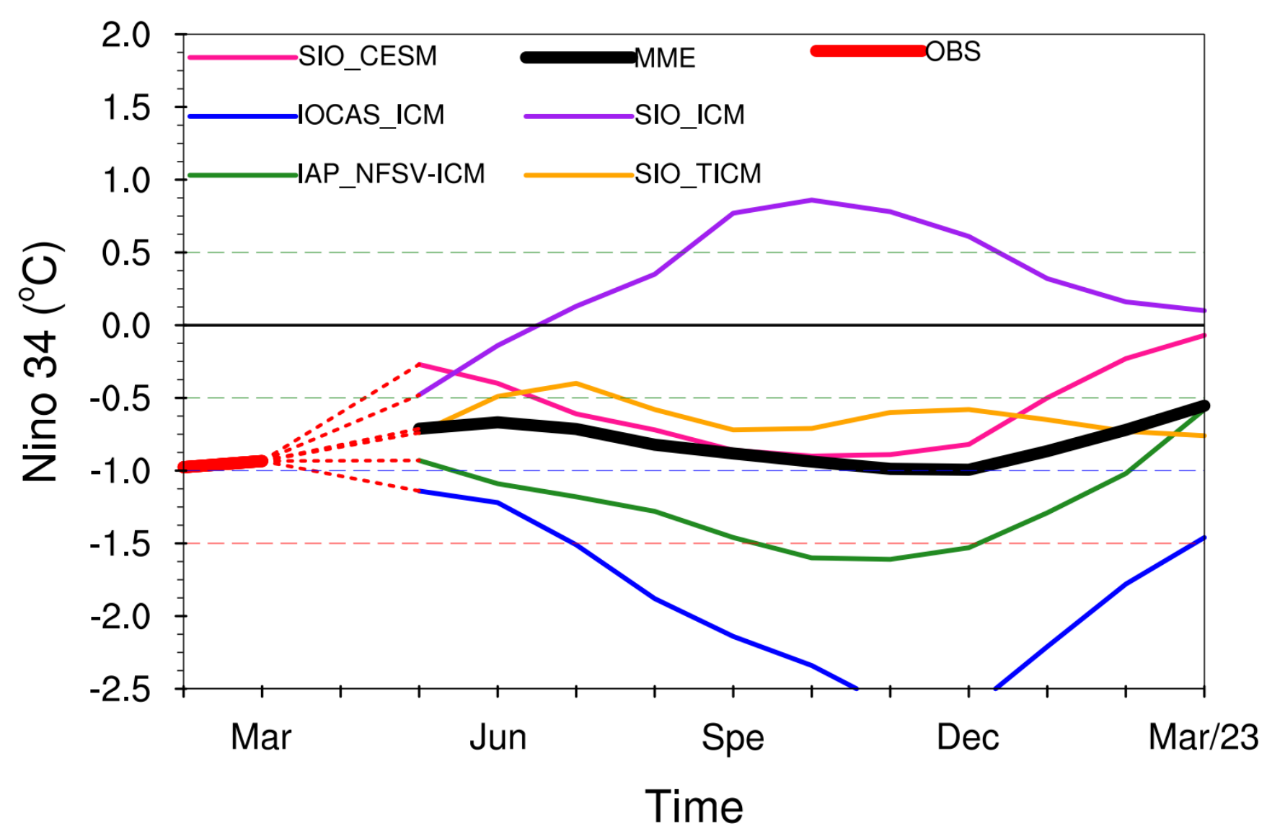 2.0
SIO_CESM MME OBS
1.5
IOCAS_ICM SIO_ICM
1.0
IAP_NFSV-ICM SIO_TICM
0.5
0.0
-0.5
-1.0
-1.5
-2.0
-2.5
Nino 34 (°C)
Mar Jun Spe Dec Mar/23
Time